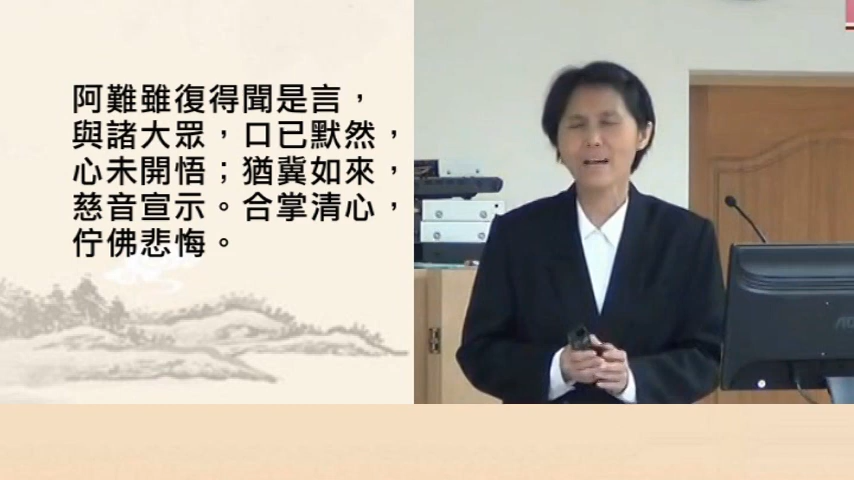 阿難雖復得聞是言，
與諸大眾，口已默然，
心未開悟；猶冀如來，
慈音宣示。合掌清心，
佇佛悲悔。